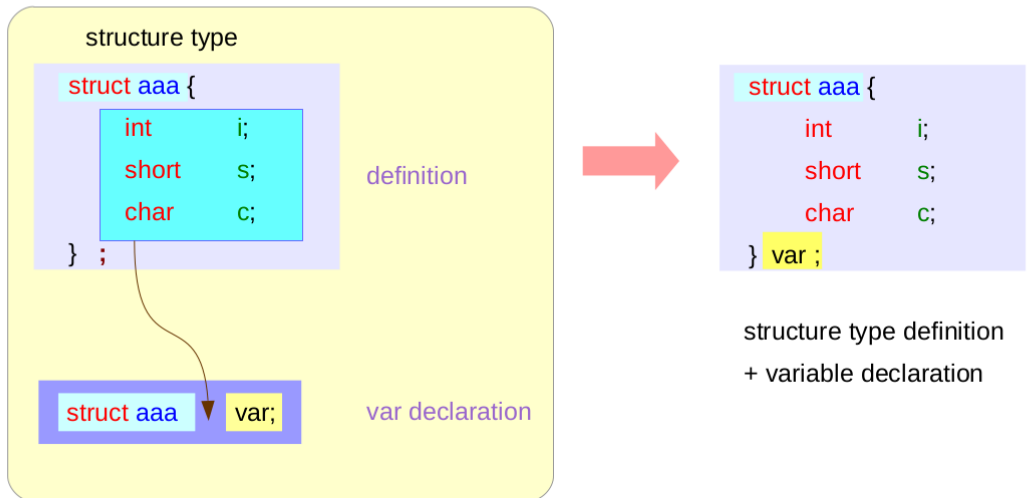 structure type
struct aaa {
int i;
short s;
char c;
} ;
definition
struct aaa var;
var declaration
struct aaa {
int i;
short s;
char c;
} var ;
structure type definition
+ variable declaration